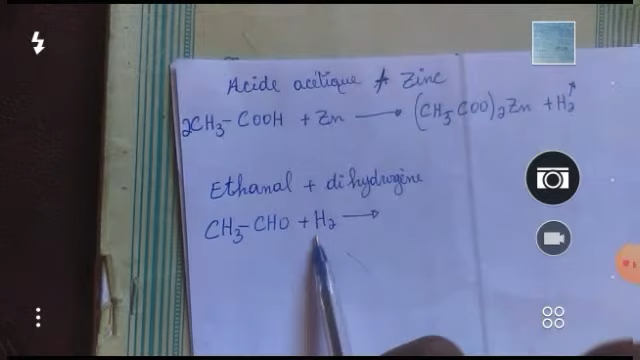 Acide acétique + Zinc
2CH3-COOH + Zn → (CH3COO)2Zn + H2↑
Ethanal + dihydrogène
CH3-CHO + H2 →